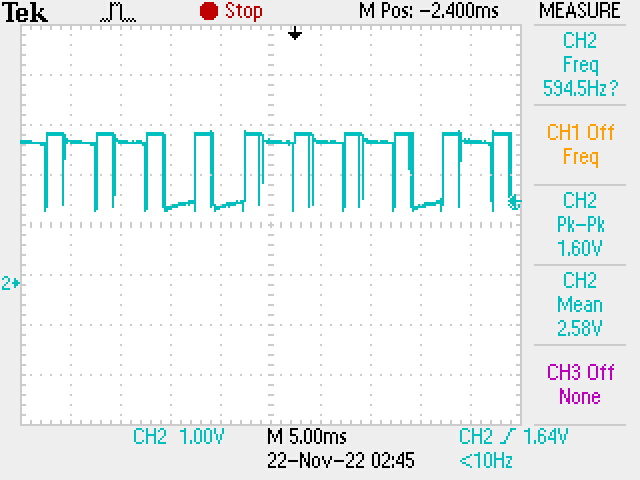 Tek Stop M Pos: -2.400ms MEASURE
CH2
Freq
594.5Hz?
CH1 Off
Freq
CH2
Pk-Pk
1.60V
CH2
Mean
2.58V
CH3 Off
None
2
CH2 1.00V M 5.00ms CH2 1.64V
22-Nov-22 02:45 <10Hz